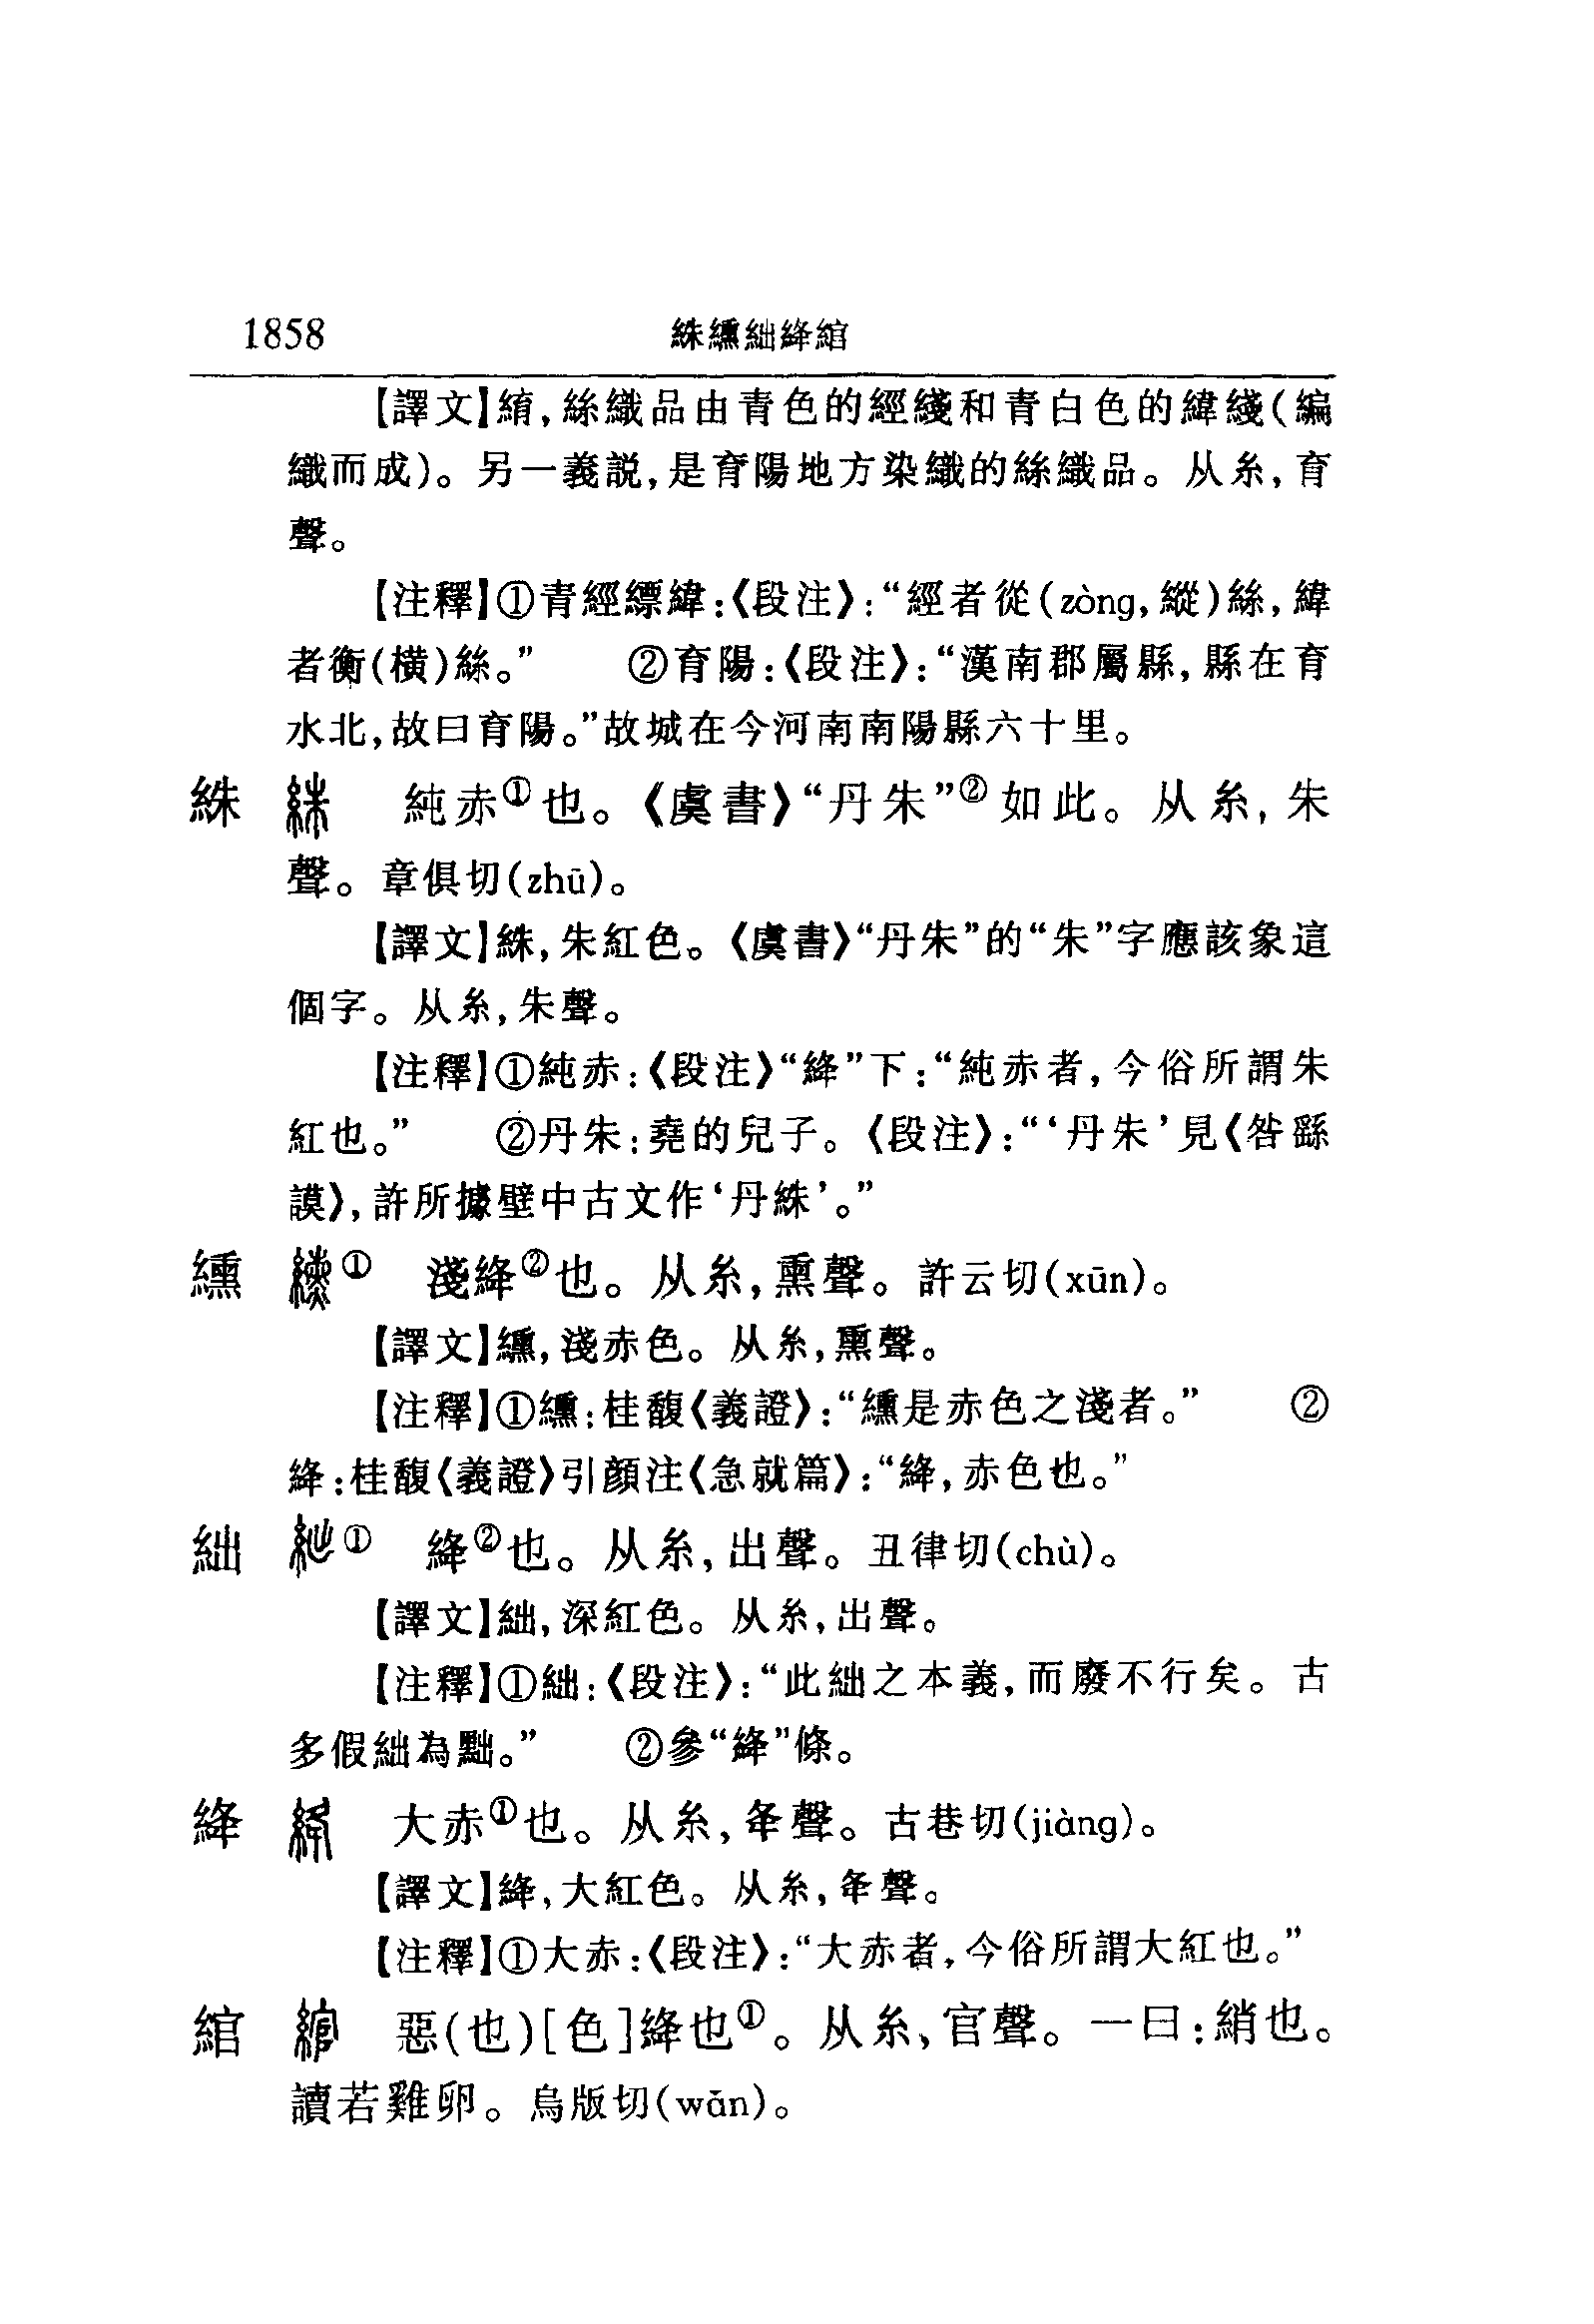 1858 絑纁絀絳綰
【譯文】䋭,絲織品由青色的經綫和青白色的緯綫(編
織而成)。另一義説,是育陽地方染織的絲織品。从糸,育
聲。
【注釋】①青經縹緯:《段注》:“經者從(zòng,縱)絲,緯
者衡(橫)絲。” ②育陽:《段注》:“漢南郡屬縣,縣在育
水北,故曰育陽。”故城在今河南南陽縣六十里。
絑 絑 純赤①也。《虞書》“丹朱”②如此。从糸,朱
聲。章俱切(zhū)。
【譯文】絑,朱紅色。《虞書》“丹朱”的“朱”字應該象這
個字。从糸,朱聲。
【注釋】①純赤:《段注》“絳”下:“純赤者,今俗所謂朱
紅也。” ②丹朱:堯的兒子。《段注》:“‘丹朱’見《咎繇
謨》,許所據壁中古文作‘丹絑’。”
纁 纁① 淺絳②也。从糸,熏聲。許云切(xūn)。
【譯文】纁,淺赤色。从糸,熏聲。
【注釋】①纁:桂馥《義證》:“纁是赤色之淺者。” ②
絳:桂馥《義證》引顏注《急就篇》:“絳,赤色也。”
絀 絀① 絳②也。从糸,出聲。丑律切(chù)。
【譯文】絀,深紅色。从糸,出聲。
【注釋】①絀:《段注》:“此絀之本義,而廢不行矣。古
多假絀為黜。” ②參“絳”條。
絳 絳 大赤①也。从糸,夅聲。古巷切(jiàng)。
【譯文】絳,大紅色。从糸,夅聲。
【注釋】①大赤:《段注》:“大赤者,今俗所謂大紅也。”
綰 綰 惡(也)[色]絳也①。从糸、官聲。一曰:綃也。
讀若雞卵。烏版切(wǎn)。